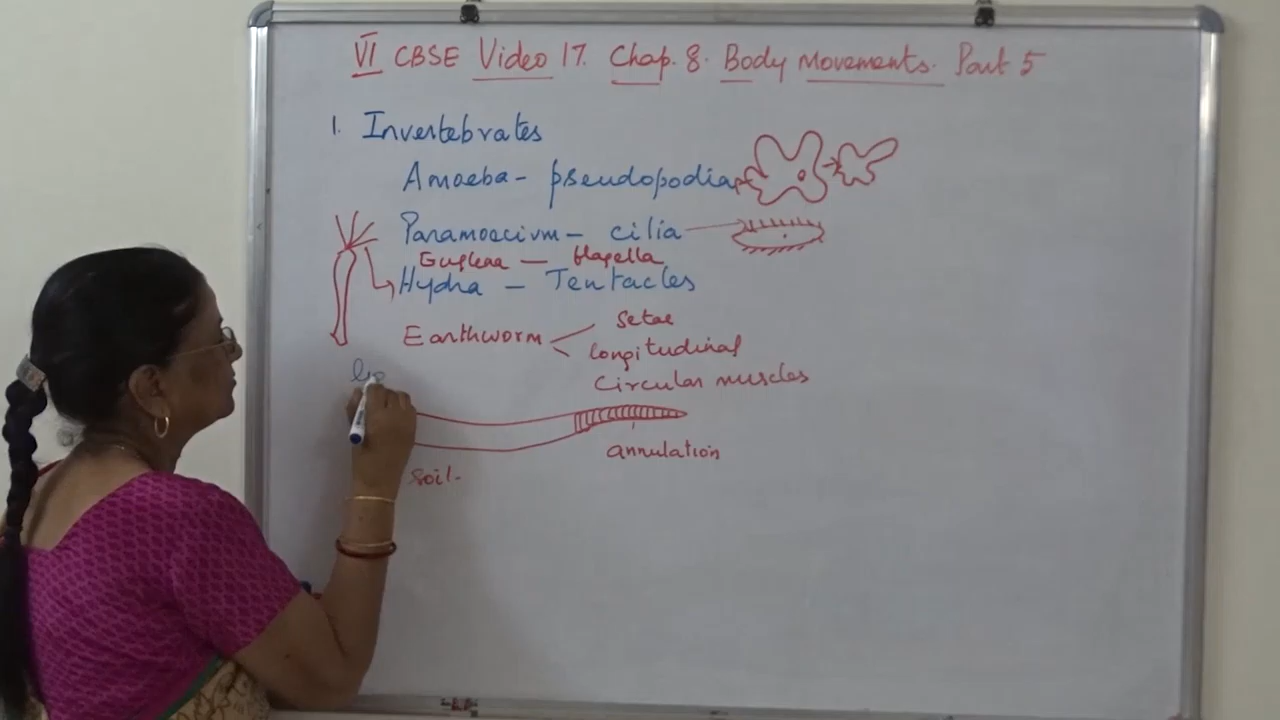 VI CBSE Video 17. Chap. 8. Body Movements. Part 5
1. Invertebrates
Amoeba - pseudopodia
Paramoecium - cilia
Euglena - flagella
Hydra - Tentacles
Earthworm
Setae
longitudinal
Circular muscles
annulation
Soil.